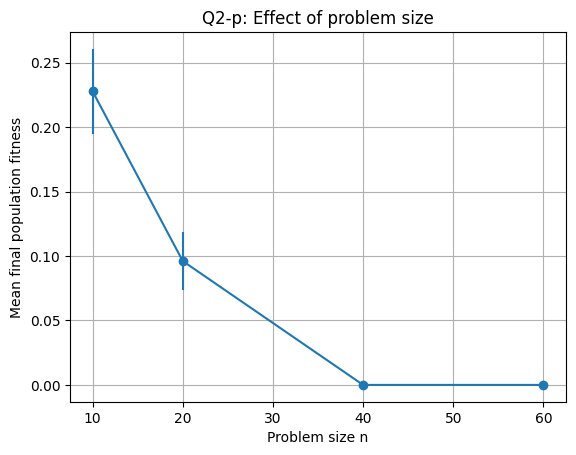 Q2-p: Effect of problem size
Mean final population fitness
0.25
0.20
0.15
0.10
0.05
0.00
10 20 30 40 50 60
Problem size n